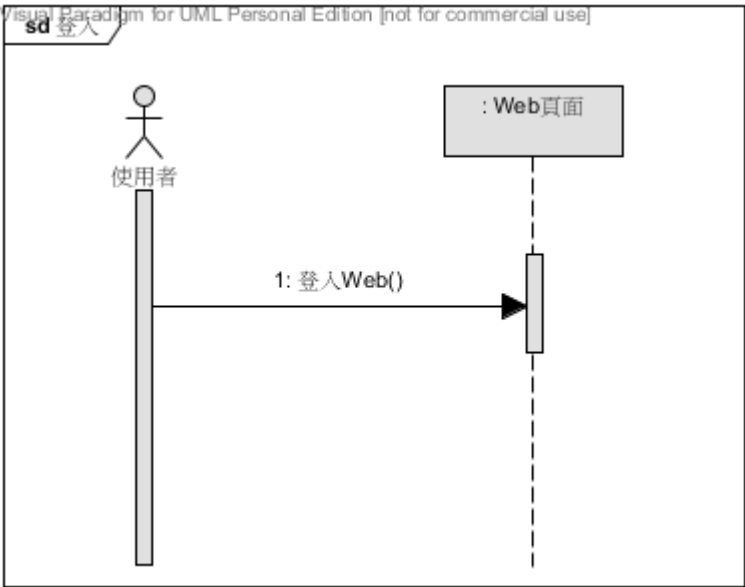 Visual Paradigm for UML Personal Edition [not for commercial use]
sd 登入
: Web頁面
使用者
1: 登入Web()